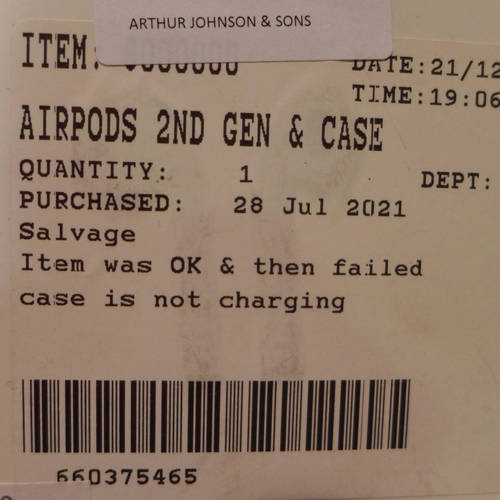 ARTHUR JOHNSON & SONS
ITEM:
DATE:21/12
TIME:19:06
AIRPODS 2ND GEN & CASE
QUANTITY: 1
DEPT:
PURCHASED: 28 Jul 2021
Salvage
Item was OK & then failed
case is not charging
660375465